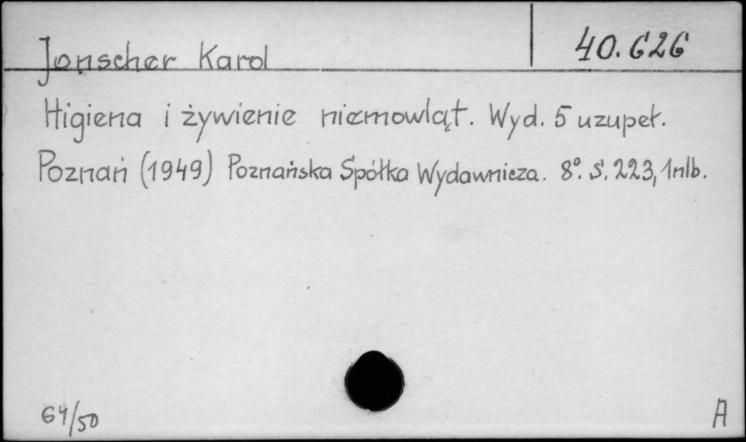 Jonscher Karol 40.626
Higiena i żywienie niemowląt. Wyd. 5 uzupeł.
Poznań (1949) Poznańska Spółka Wydawnicza. 8°. S. 223, 1nlb.
64/50 A